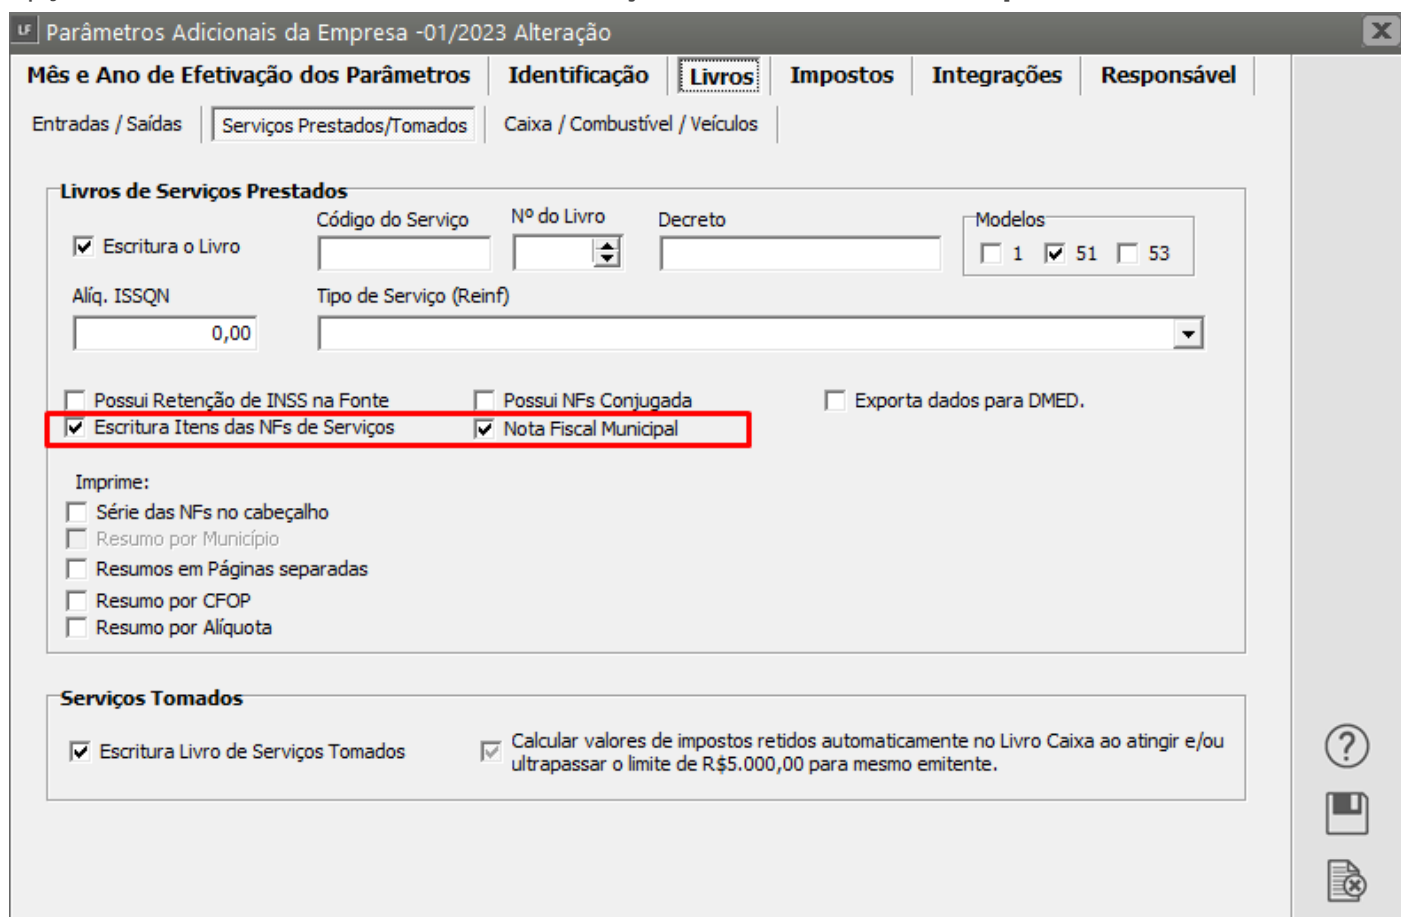 LF Parâmetros Adicionais da Empresa -01/2023 Alteração
Mês e Ano de Efetivação dos Parâmetros Identificação Livros Impostos Integrações Responsável
Entradas / Saídas Serviços Prestados/Tomados Caixa / Combustível / Veículos
Livros de Serviços Prestados
Código do Serviço Nº do Livro Decreto Modelos
Escritura o Livro 1 51 53
Alíq. ISSQN Tipo de Serviço (Reinf)
0,00
Possui Retenção de INSS na Fonte Possui NFs Conjugada Exporta dados para DMED.
Escritura Itens das NFs de Serviços Nota Fiscal Municipal
Imprime:
Série das NFs no cabeçalho
Resumo por Município
Resumos em Páginas separadas
Resumo por CFOP
Resumo por Alíquota
Serviços Tomados
Escritura Livro de Serviços Tomados Calcular valores de impostos retidos automaticamente no Livro Caixa ao atingir e/ou
ultrapassar o limite de R$5.000,00 para mesmo emitente.